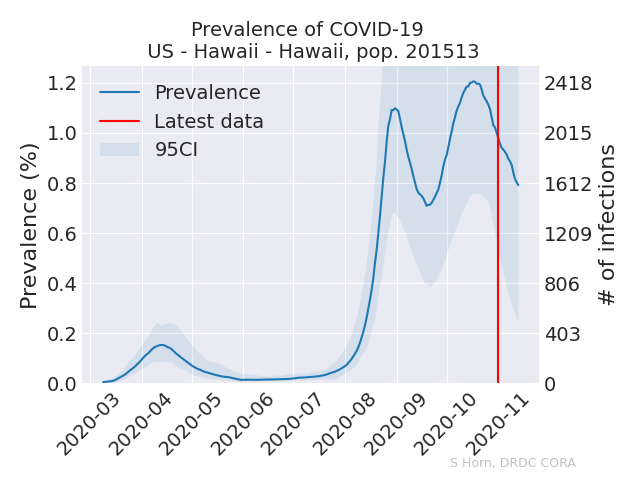 Prevalence of COVID-19
US - Hawaii - Hawaii, pop. 201513
Prevalence
Latest data
95CI
Prevalence (%)
1.2
1.0
0.8
0.6
0.4
0.2
0.0
# of infections
2418
2015
1612
1209
806
403
0
2020-03
2020-04
2020-05
2020-06
2020-07
2020-08
2020-09
2020-10
2020-11
S Horn, DRDC CORA